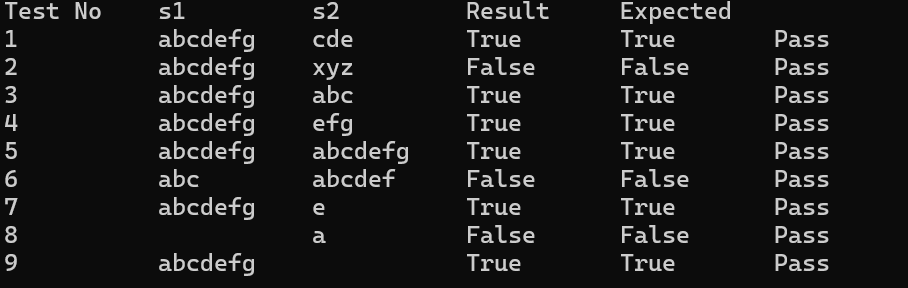 Test No s1 s2 Result Expected
1 abcdefg cde True True Pass
2 abcdefg xyz False False Pass
3 abcdefg abc True True Pass
4 abcdefg efg True True Pass
5 abcdefg abcdefg True True Pass
6 abc abcdef False False Pass
7 abcdefg e True True Pass
8 a False False Pass
9 abcdefg True True Pass